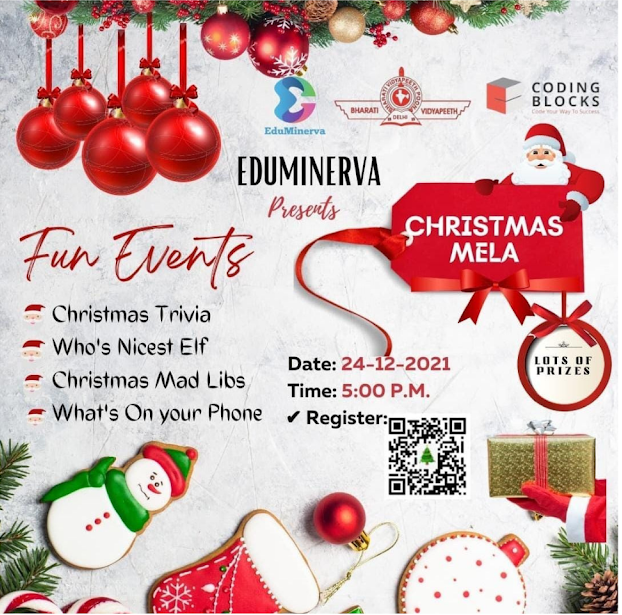 EduMinerva
BHARATI VIDYAPEETH
DELHI
CODING
BLOCKS
Code Your Way To Success
EDUMINERVA
Presents
CHRISTMAS
MELA
Fun Events
Christmas Trivia
Who's Nicest Elf
Christmas Mad Libs
What's On your Phone
LOTS OF
PRIZES
Date: 24-12-2021
Time: 5:00 P.M.
✔ Register: